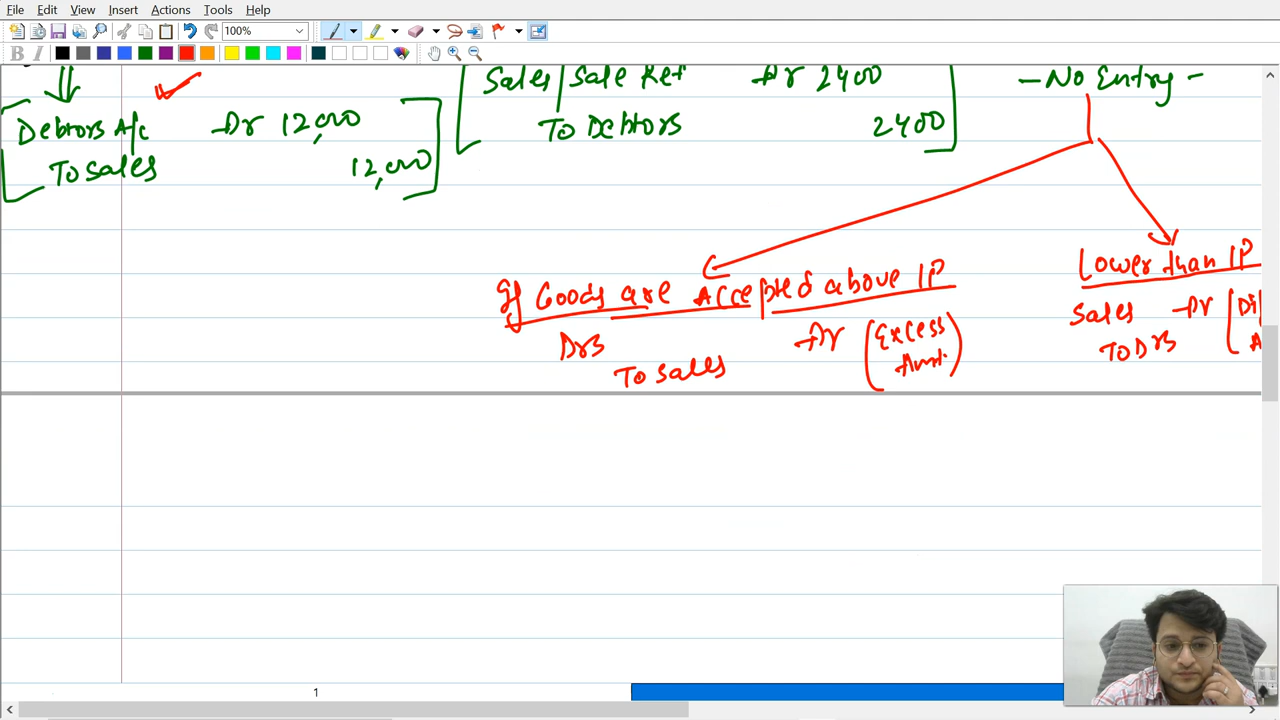 File Edit View Insert Actions Tools Help
100%
B I
Debtors A/c Dr 12,000
To Sales 12,000
Sales/Sale Ret Dr 2400
To Debtors 2400
- No Entry -
If Goods are Accepted above IP
Drs Dr (Excess Amt.)
To Sales
Lower than IP
Sales Dr
To Drs
1